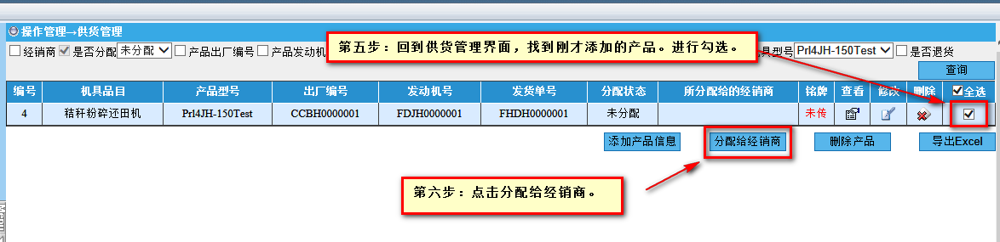 操作管理→供货管理
经销商 是否分配 未分配 产品出厂编号 产品发动机 具型号 Prl4JH-150Test 是否退货
第五步：回到供货管理界面，找到刚才添加的产品。进行勾选。
查询
编号 机具品目 产品型号 出厂编号 发动机号 发货单号 分配状态 所分配给的经销商 铭牌 查看 修改 删除 全选
4 秸秆粉碎还田机 Prl4JH-150Test CCBH0000001 FDJH0000001 FHDH0000001 未分配 未传
添加产品信息 分配给经销商 删除产品 导出Excel
第六步：点击分配给经销商。
Menu